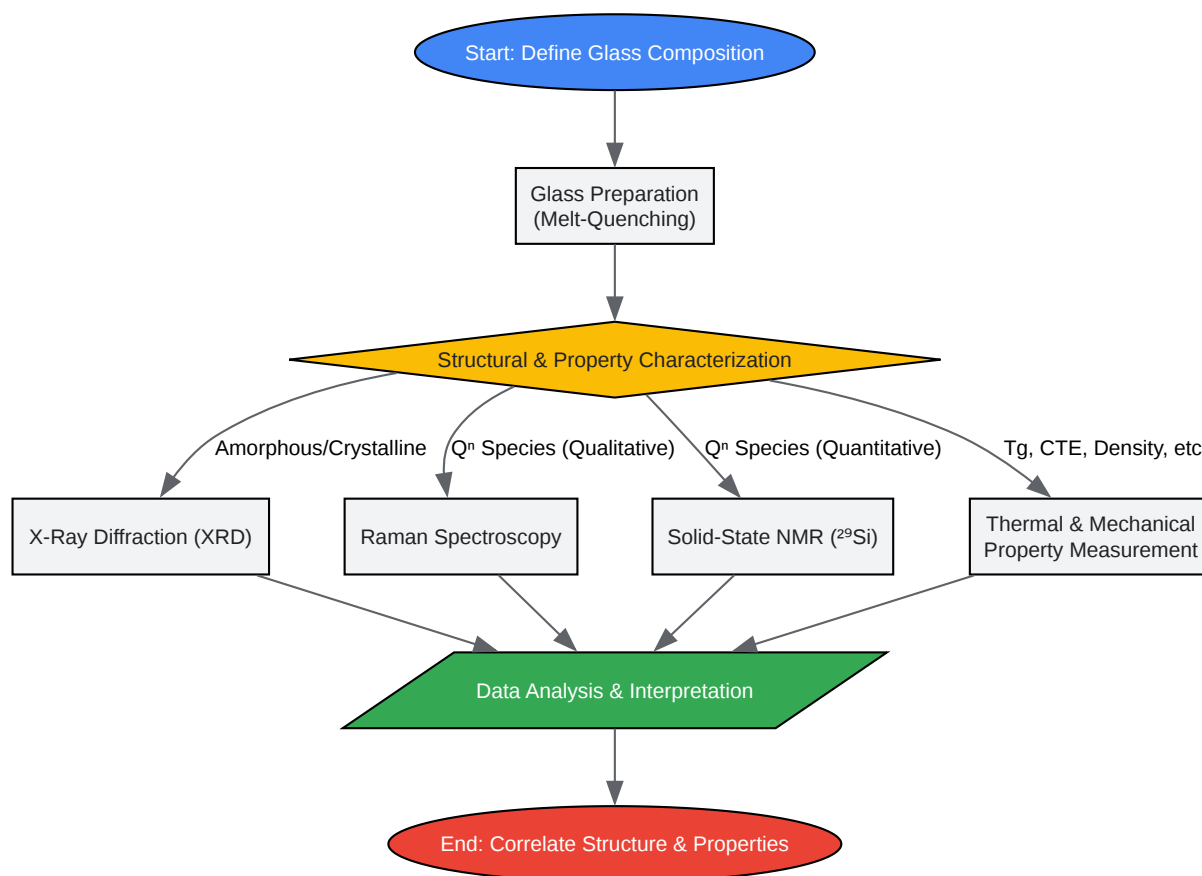 Start: Define Glass Composition
Glass Preparation
(Melt-Quenching)
Structural & Property Characterization
Amorphous/Crystalline
Qⁿ Species (Qualitative)
Qⁿ Species (Quantitative)
Tg, CTE, Density, etc
X-Ray Diffraction (XRD)
Raman Spectroscopy
Solid-State NMR (²⁹Si)
Thermal & Mechanical
Property Measurement
Data Analysis & Interpretation
End: Correlate Structure & Properties